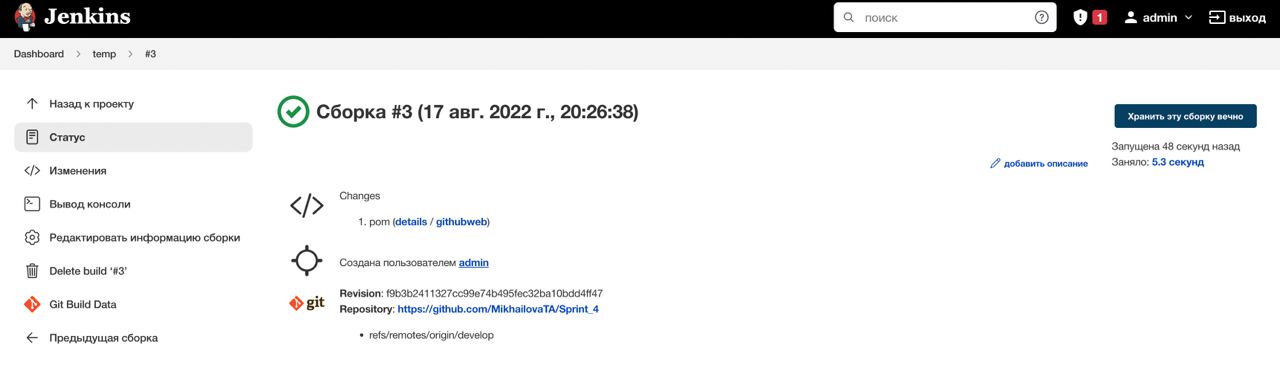 Jenkins
поиск
1
admin
выход
Dashboard
temp
#3
Назад к проекту
Статус
Изменения
Вывод консоли
Редактировать информацию сборки
Delete build ‘#3’
Git Build Data
Предыдущая сборка
Сборка #3 (17 авг. 2022 г., 20:26:38)
Хранить эту сборку вечно
Запущена 48 секунд назад
Заняло: 5.3 секунд
добавить описание
Changes
1. pom (details / githubweb)
Создана пользователем admin
git
Revision: f9b3b2411327cc99e74b495fec32ba10bdd4ff47
Repository: https://github.com/MikhailovaTA/Sprint_4
• refs/remotes/origin/develop